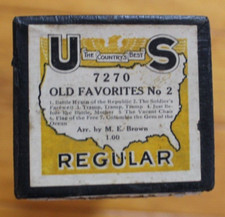 U S
THE COUNTRY'S BEST
7270
OLD FAVORITES No 2
1. Battle Hymn of the Republic 2. The Soldier's
Farewell 3. Tramp, Tramp, Tramp 4. Just Be-
fore the Battle, Mother 5. The Vacant Chair
6. Flag of the Free 7. Columbia the Gem of the
Ocean
Arr. by M. E. Brown
1.00
REGULAR